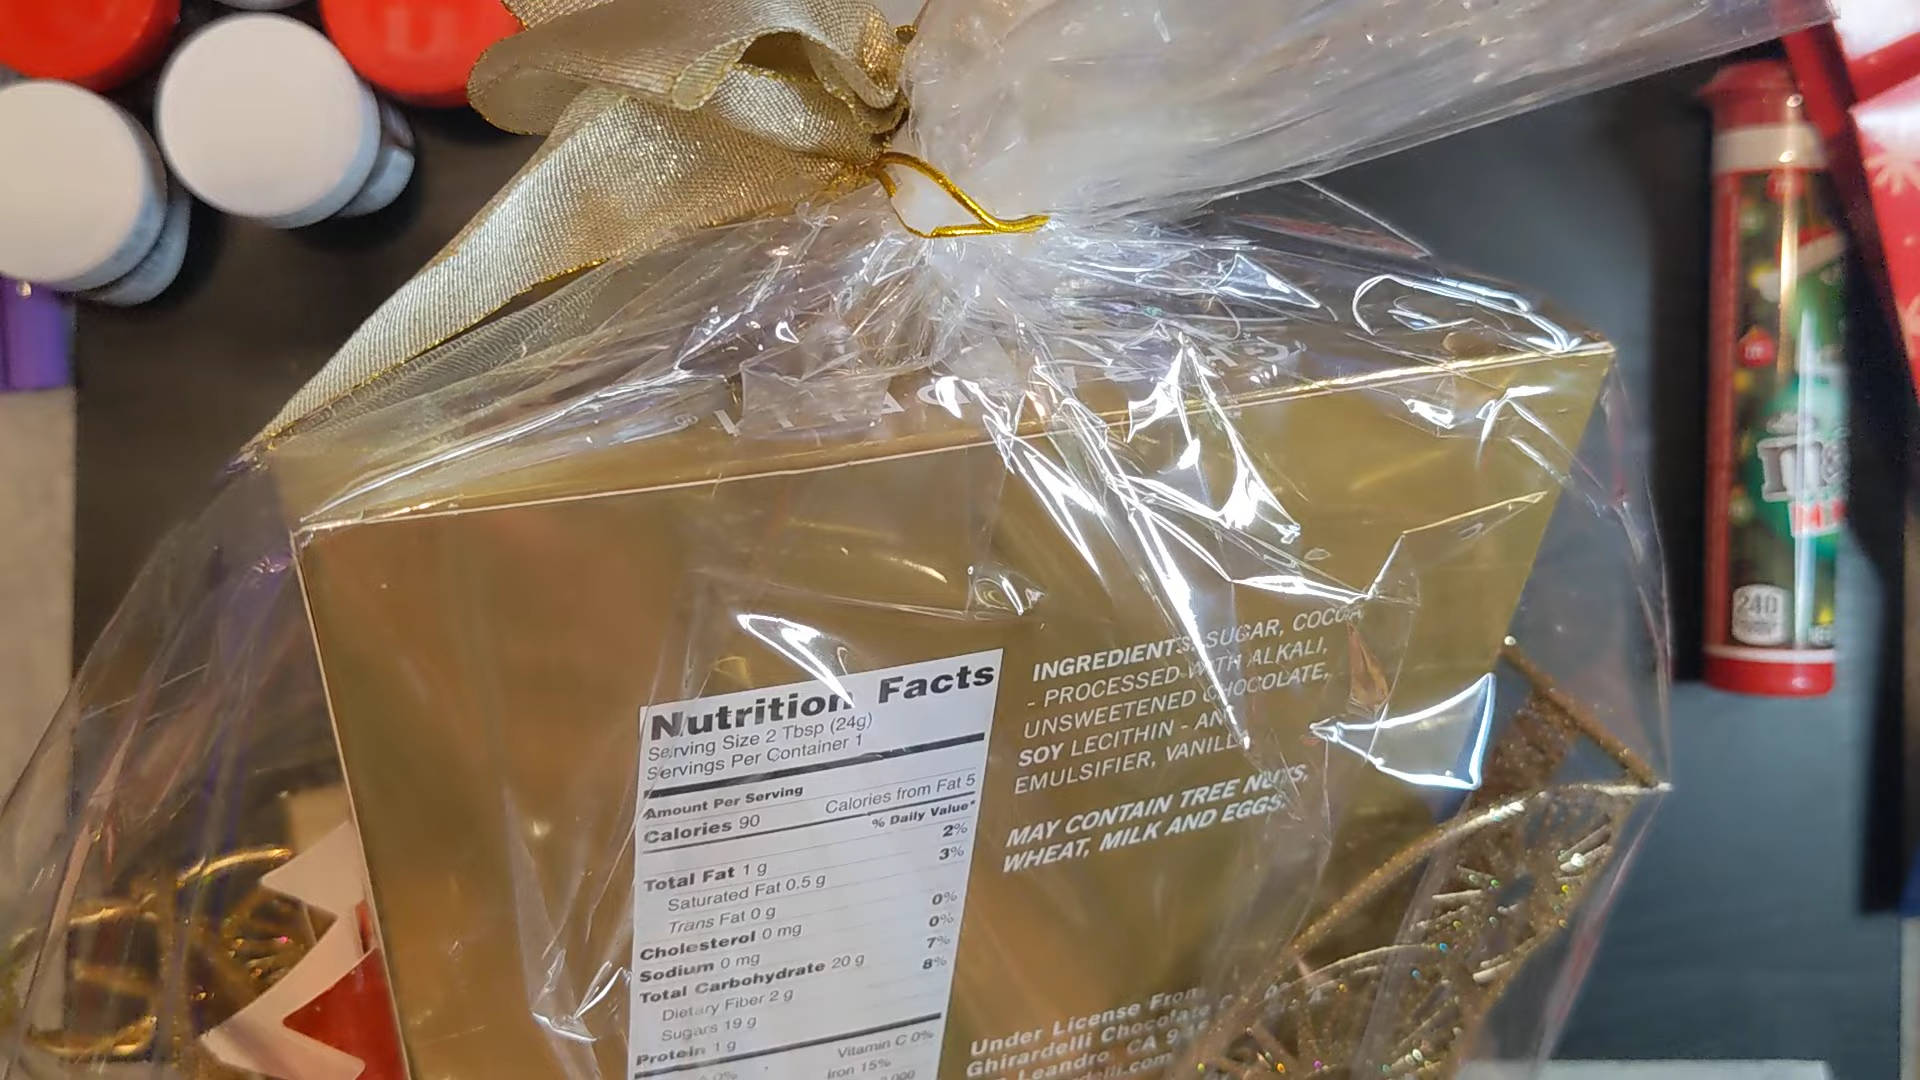 Nutrition Facts
Serving Size 2 Tbsp (24g)
Servings Per Container 1
Amount Per Serving
Calories 90 Calories from Fat 5
% Daily Value*
Total Fat 1 g 2%
Saturated Fat 0.5 g 3%
Trans Fat 0 g
Cholesterol 0 mg 0%
Sodium 0 mg 0%
Total Carbohydrate 20 g 7%
Dietary Fiber 2 g 8%
Sugars 19 g
Protein 1 g
0% Vitamin C 0%
Iron 15%
INGREDIENTS: SUGAR, COCOA
- PROCESSED WITH ALKALI,
UNSWEETENED CHOCOLATE,
SOY LECITHIN - AN
EMULSIFIER, VANILL
MAY CONTAIN TREE NUTS,
WHEAT, MILK AND EGGS.
Under License From
Ghirardelli Chocolate
Leandro, CA
240